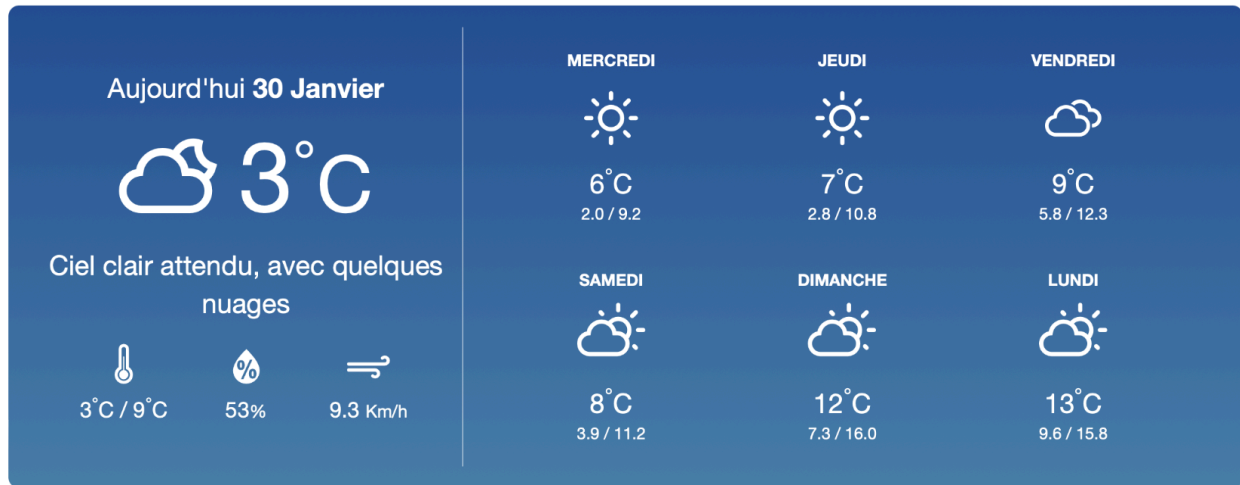 Aujourd'hui 30 Janvier
3°C
Ciel clair attendu, avec quelques
nuages
%
3°C / 9°C
53%
9.3 Km/h
MERCREDI
6°C
2.0 / 9.2
JEUDI
7°C
2.8 / 10.8
VENDREDI
9°C
5.8 / 12.3
SAMEDI
8°C
3.9 / 11.2
DIMANCHE
12°C
7.3 / 16.0
LUNDI
13°C
9.6 / 15.8